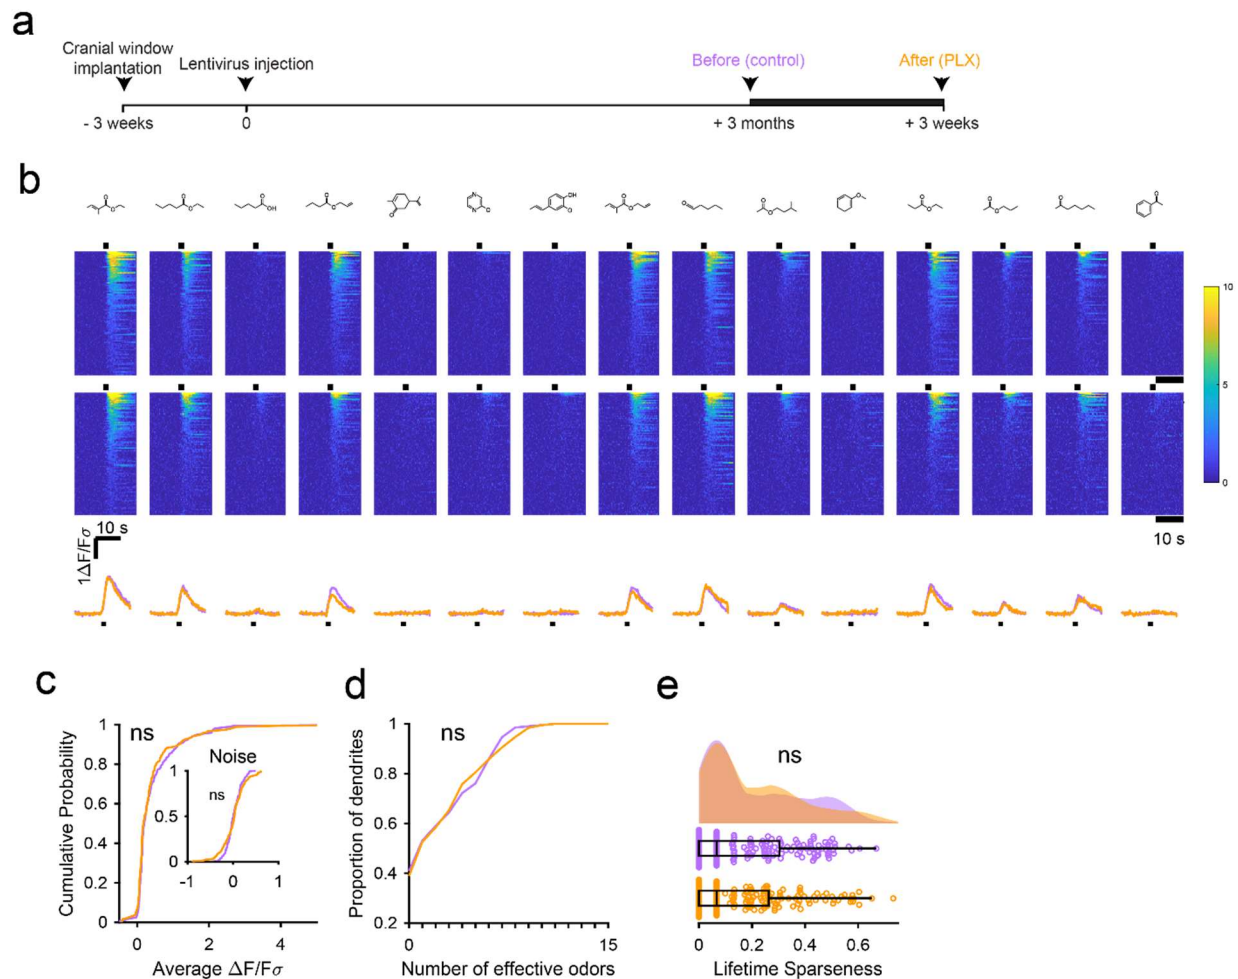 a
Cranial window
implantation
Lentivirus injection
Before (control)
After (PLX)
- 3 weeks
0
+ 3 months
+ 3 weeks
b
10
5
0
10 s
1ΔF/Fσ
10 s
c
ns
Cumulative Probability
1
0.8
0.6
0.4
0.2
0
Noise
ns
1
0.5
0
-1
0
1
0
2
4
Average ΔF/Fσ
d
ns
Proportion of dendrites
1
0.8
0.6
0.4
0.2
0
15
Number of effective odors
e
ns
0
0.2
0.4
0.6
Lifetime Sparseness